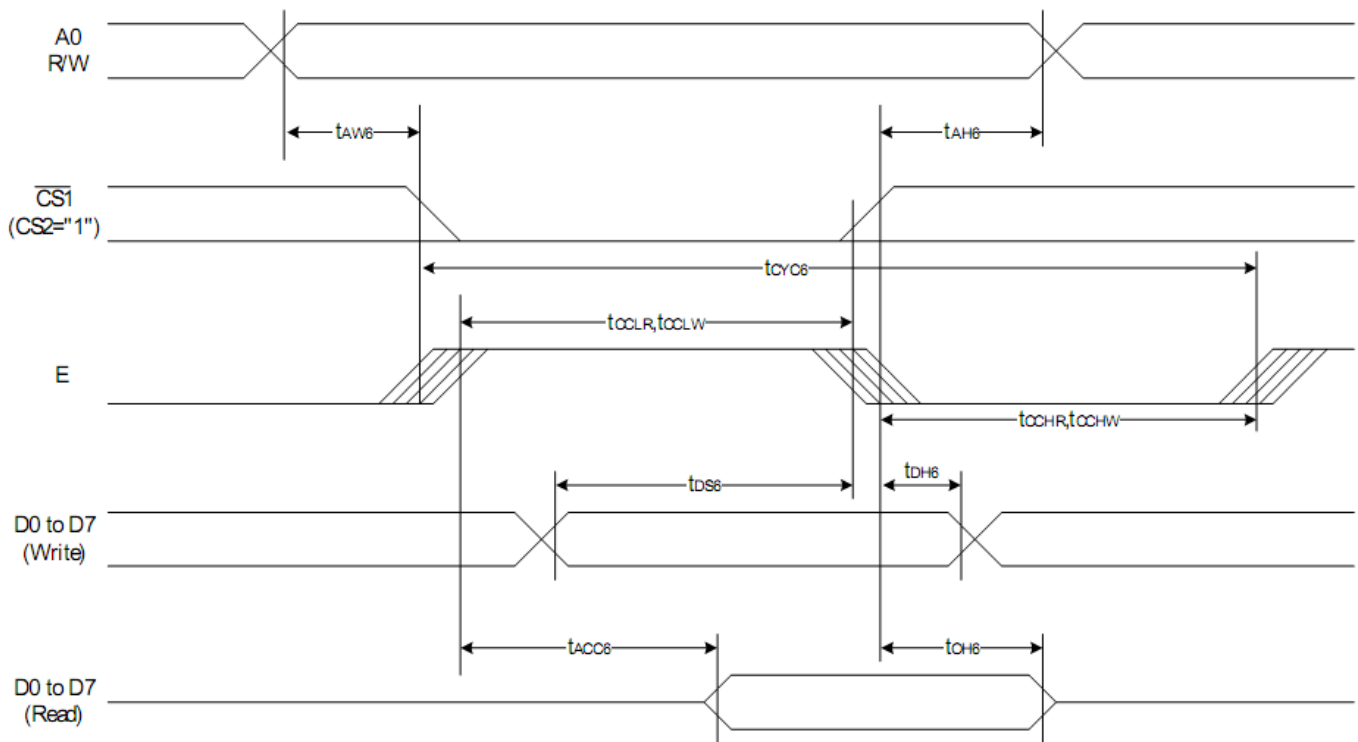 A0
R/W
tAW6
tAH6
CS1
(CS2="1")
tCYC6
tCCLR,tCCLW
E
tCCHR,tCCHW
tDS6
tDH6
D0 to D7
(Write)
tACC6
tOH6
D0 to D7
(Read)